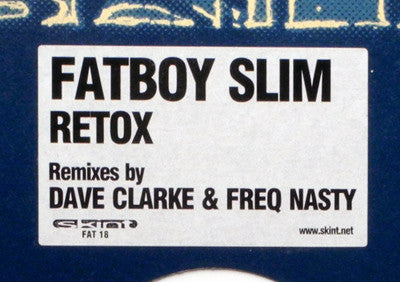 FATBOY SLIM
RETOX
Remixes by
DAVE CLARKE & FREQ NASTY
skint
FAT 18
www.skint.net